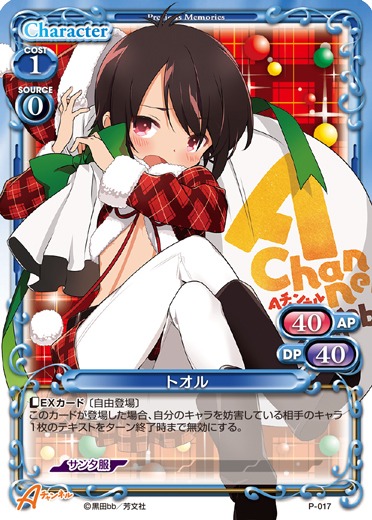 Precious Memories
Character
COST
1
SOURCE
0
A
Chan
ne
Aチャンネル
bb
40 AP
DP 40
トオル
EXカード〔自由登場〕
このカードが登場した場合、自分のキャラを妨害している相手のキャラ
1枚のテキストをターン終了時まで無効にする。
サンタ服
Aチャンネル
©黒田bb/芳文社
P-017